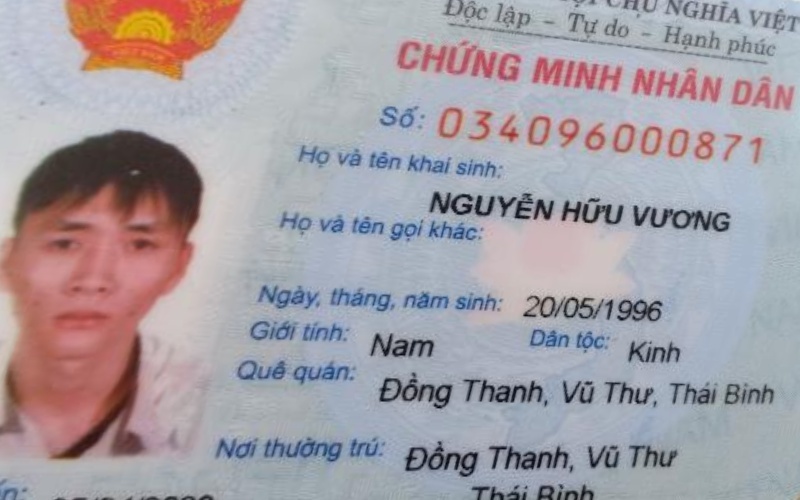 CHỦ NGHĨA VIỆT
Độc lập - Tự do - Hạnh phúc
CHỨNG MINH NHÂN DÂN
Số: 034096000871
Họ và tên khai sinh:
NGUYỄN HỮU VƯƠNG
Họ và tên gọi khác:
Ngày, tháng, năm sinh: 20/05/1996
Giới tính: Nam Dân tộc: Kinh
Quê quán: Đồng Thanh, Vũ Thư, Thái Bình
Nơi thường trú: Đồng Thanh, Vũ Thư
Thái Bình